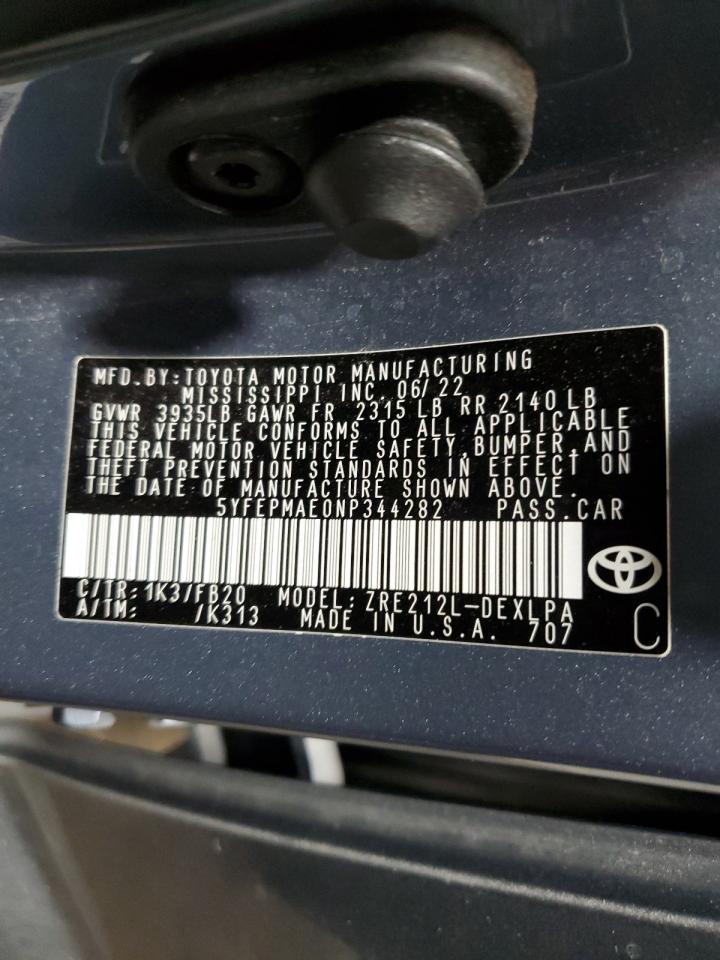 MFD.BY:TOYOTA MOTOR MANUFACTURING
MISSISSIPPI INC. 06/22
GVWR 3935LB GAWR FR 2315 LB RR 2140 LB
THIS VEHICLE CONFORMS TO ALL APPLICABLE
FEDERAL MOTOR VEHICLE SAFETY,BUMPER,AND
THEFT PREVENTION STANDARDS IN EFFECT ON
THE DATE OF MANUFACTURE SHOWN ABOVE.
5YFEPMAE0NP344282 PASS.CAR
C/TR:1K3/FB20 MODEL:ZRE212L-DEXLPA
A/TM: /K313 MADE IN U.S.A. 707
C